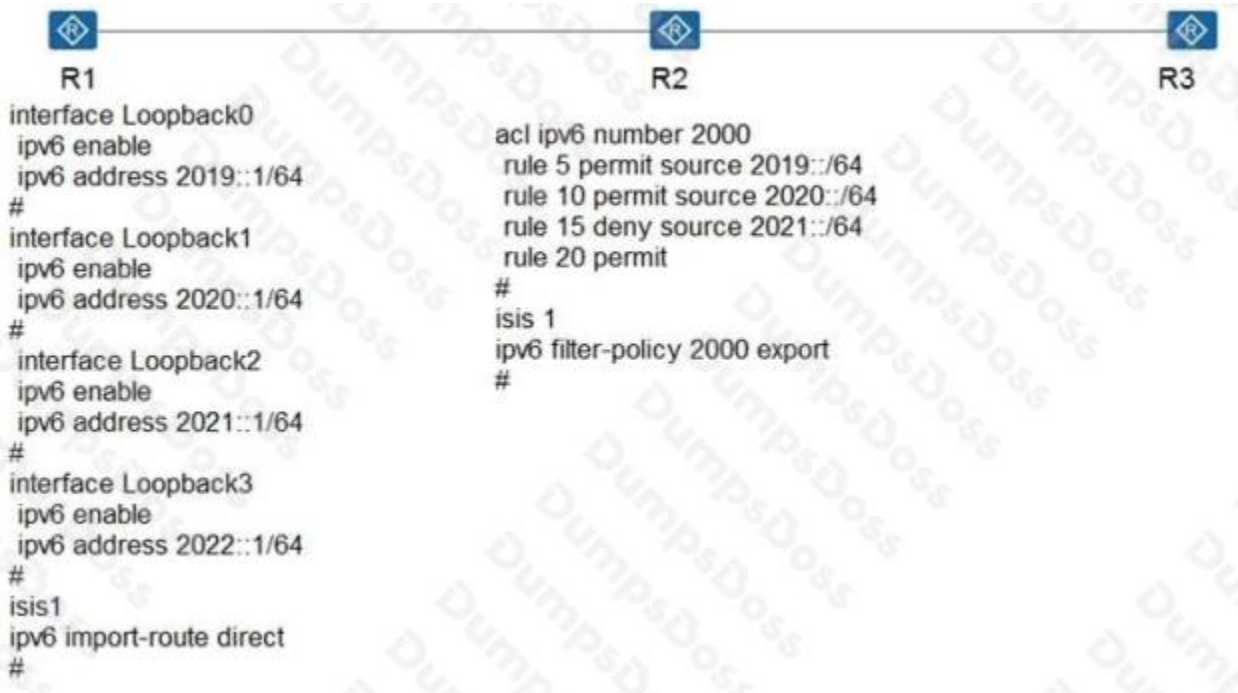 R1
R2
R3
interface Loopback0
ipv6 enable
ipv6 address 2019::1/64
#
interface Loopback1
ipv6 enable
ipv6 address 2020::1/64
#
interface Loopback2
ipv6 enable
ipv6 address 2021::1/64
#
interface Loopback3
ipv6 enable
ipv6 address 2022::1/64
#
isis1
ipv6 import-route direct
#
acl ipv6 number 2000
rule 5 permit source 2019::/64
rule 10 permit source 2020::/64
rule 15 deny source 2021::/64
rule 20 permit
#
isis 1
ipv6 filter-policy 2000 export
#
DumpsDoss